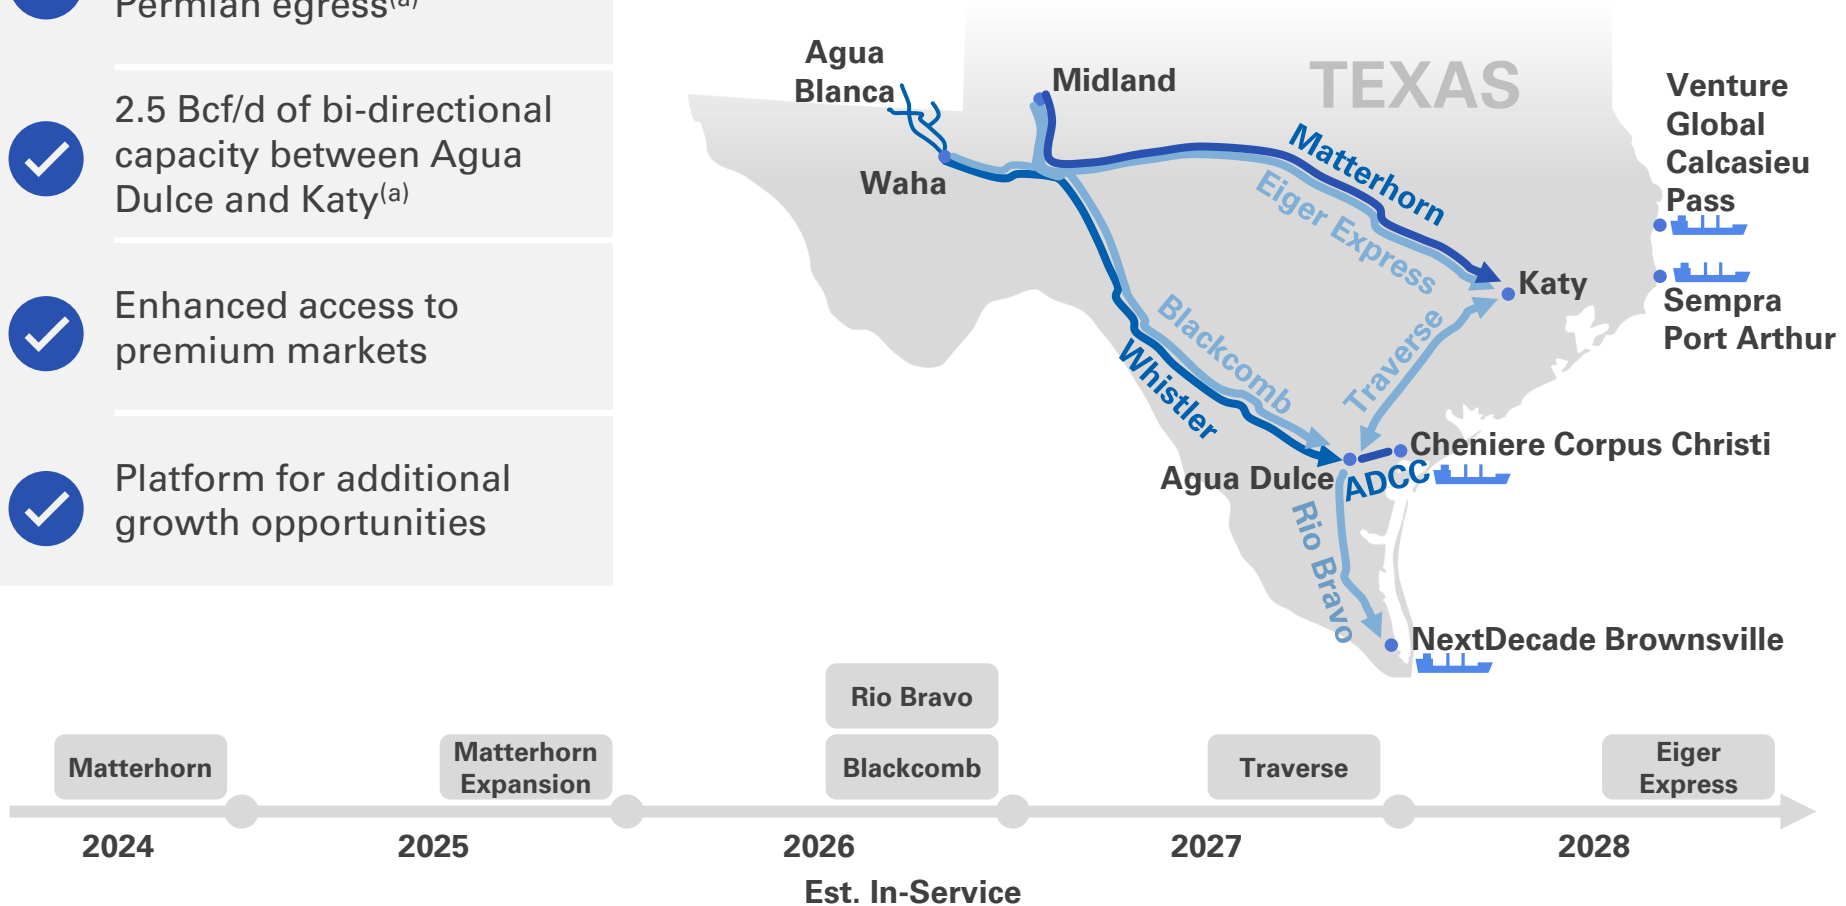 Permian egress(a)
2.5 Bcf/d of bi-directional
capacity between Agua
Dulce and Katy(a)
Enhanced access to
premium markets
Platform for additional
growth opportunities
TEXAS
Agua
Blanca
Midland
Waha
Matterhorn
Eiger Express
Venture
Global
Calcasieu
Pass
Katy
Sempra
Port Arthur
Blackcomb
Whistler
Traverse
Cheniere Corpus Christi
Agua Dulce
ADCC
Rio Bravo
NextDecade Brownsville
Rio Bravo
Matterhorn
Matterhorn
Expansion
Blackcomb
Traverse
Eiger
Express
2024
2025
2026
2027
2028
Est. In-Service